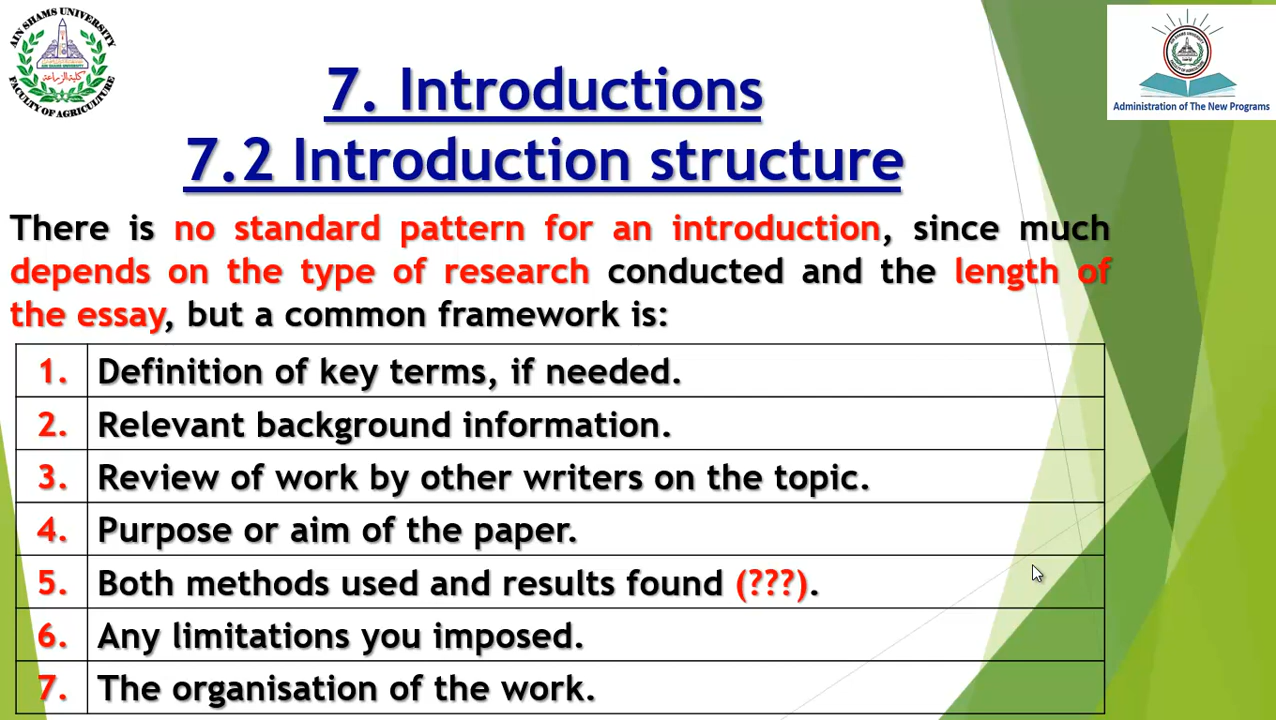 AIN SHAMS UNIVERSITY
كلية الزراعة
FACULTY OF AGRICULTURE
Administration of The New Programs
7. Introductions
7.2 Introduction structure
There is no standard pattern for an introduction, since much
depends on the type of research conducted and the length of
the essay, but a common framework is:
1. Definition of key terms, if needed.
2. Relevant background information.
3. Review of work by other writers on the topic.
4. Purpose or aim of the paper.
5. Both methods used and results found (???).
6. Any limitations you imposed.
7. The organisation of the work.